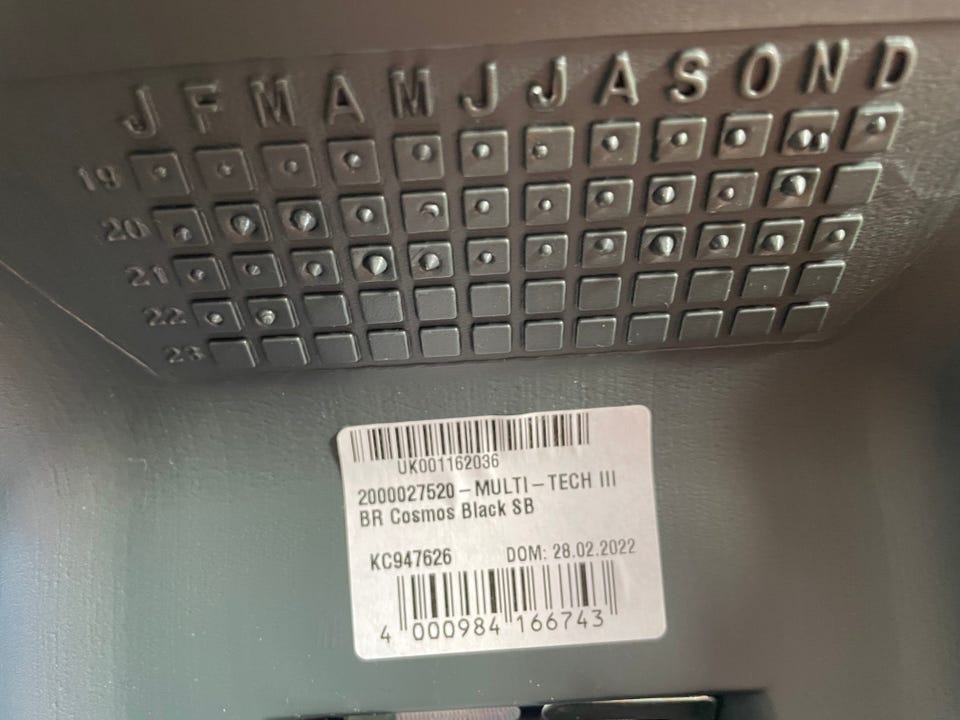 J F M A M J J A S O N D
19
20
21
22
23
UK001162036
2000027520 – MULTI – TECH III
BR Cosmos Black SB
KC947626 DOM: 28.02.2022
4 000984 166743